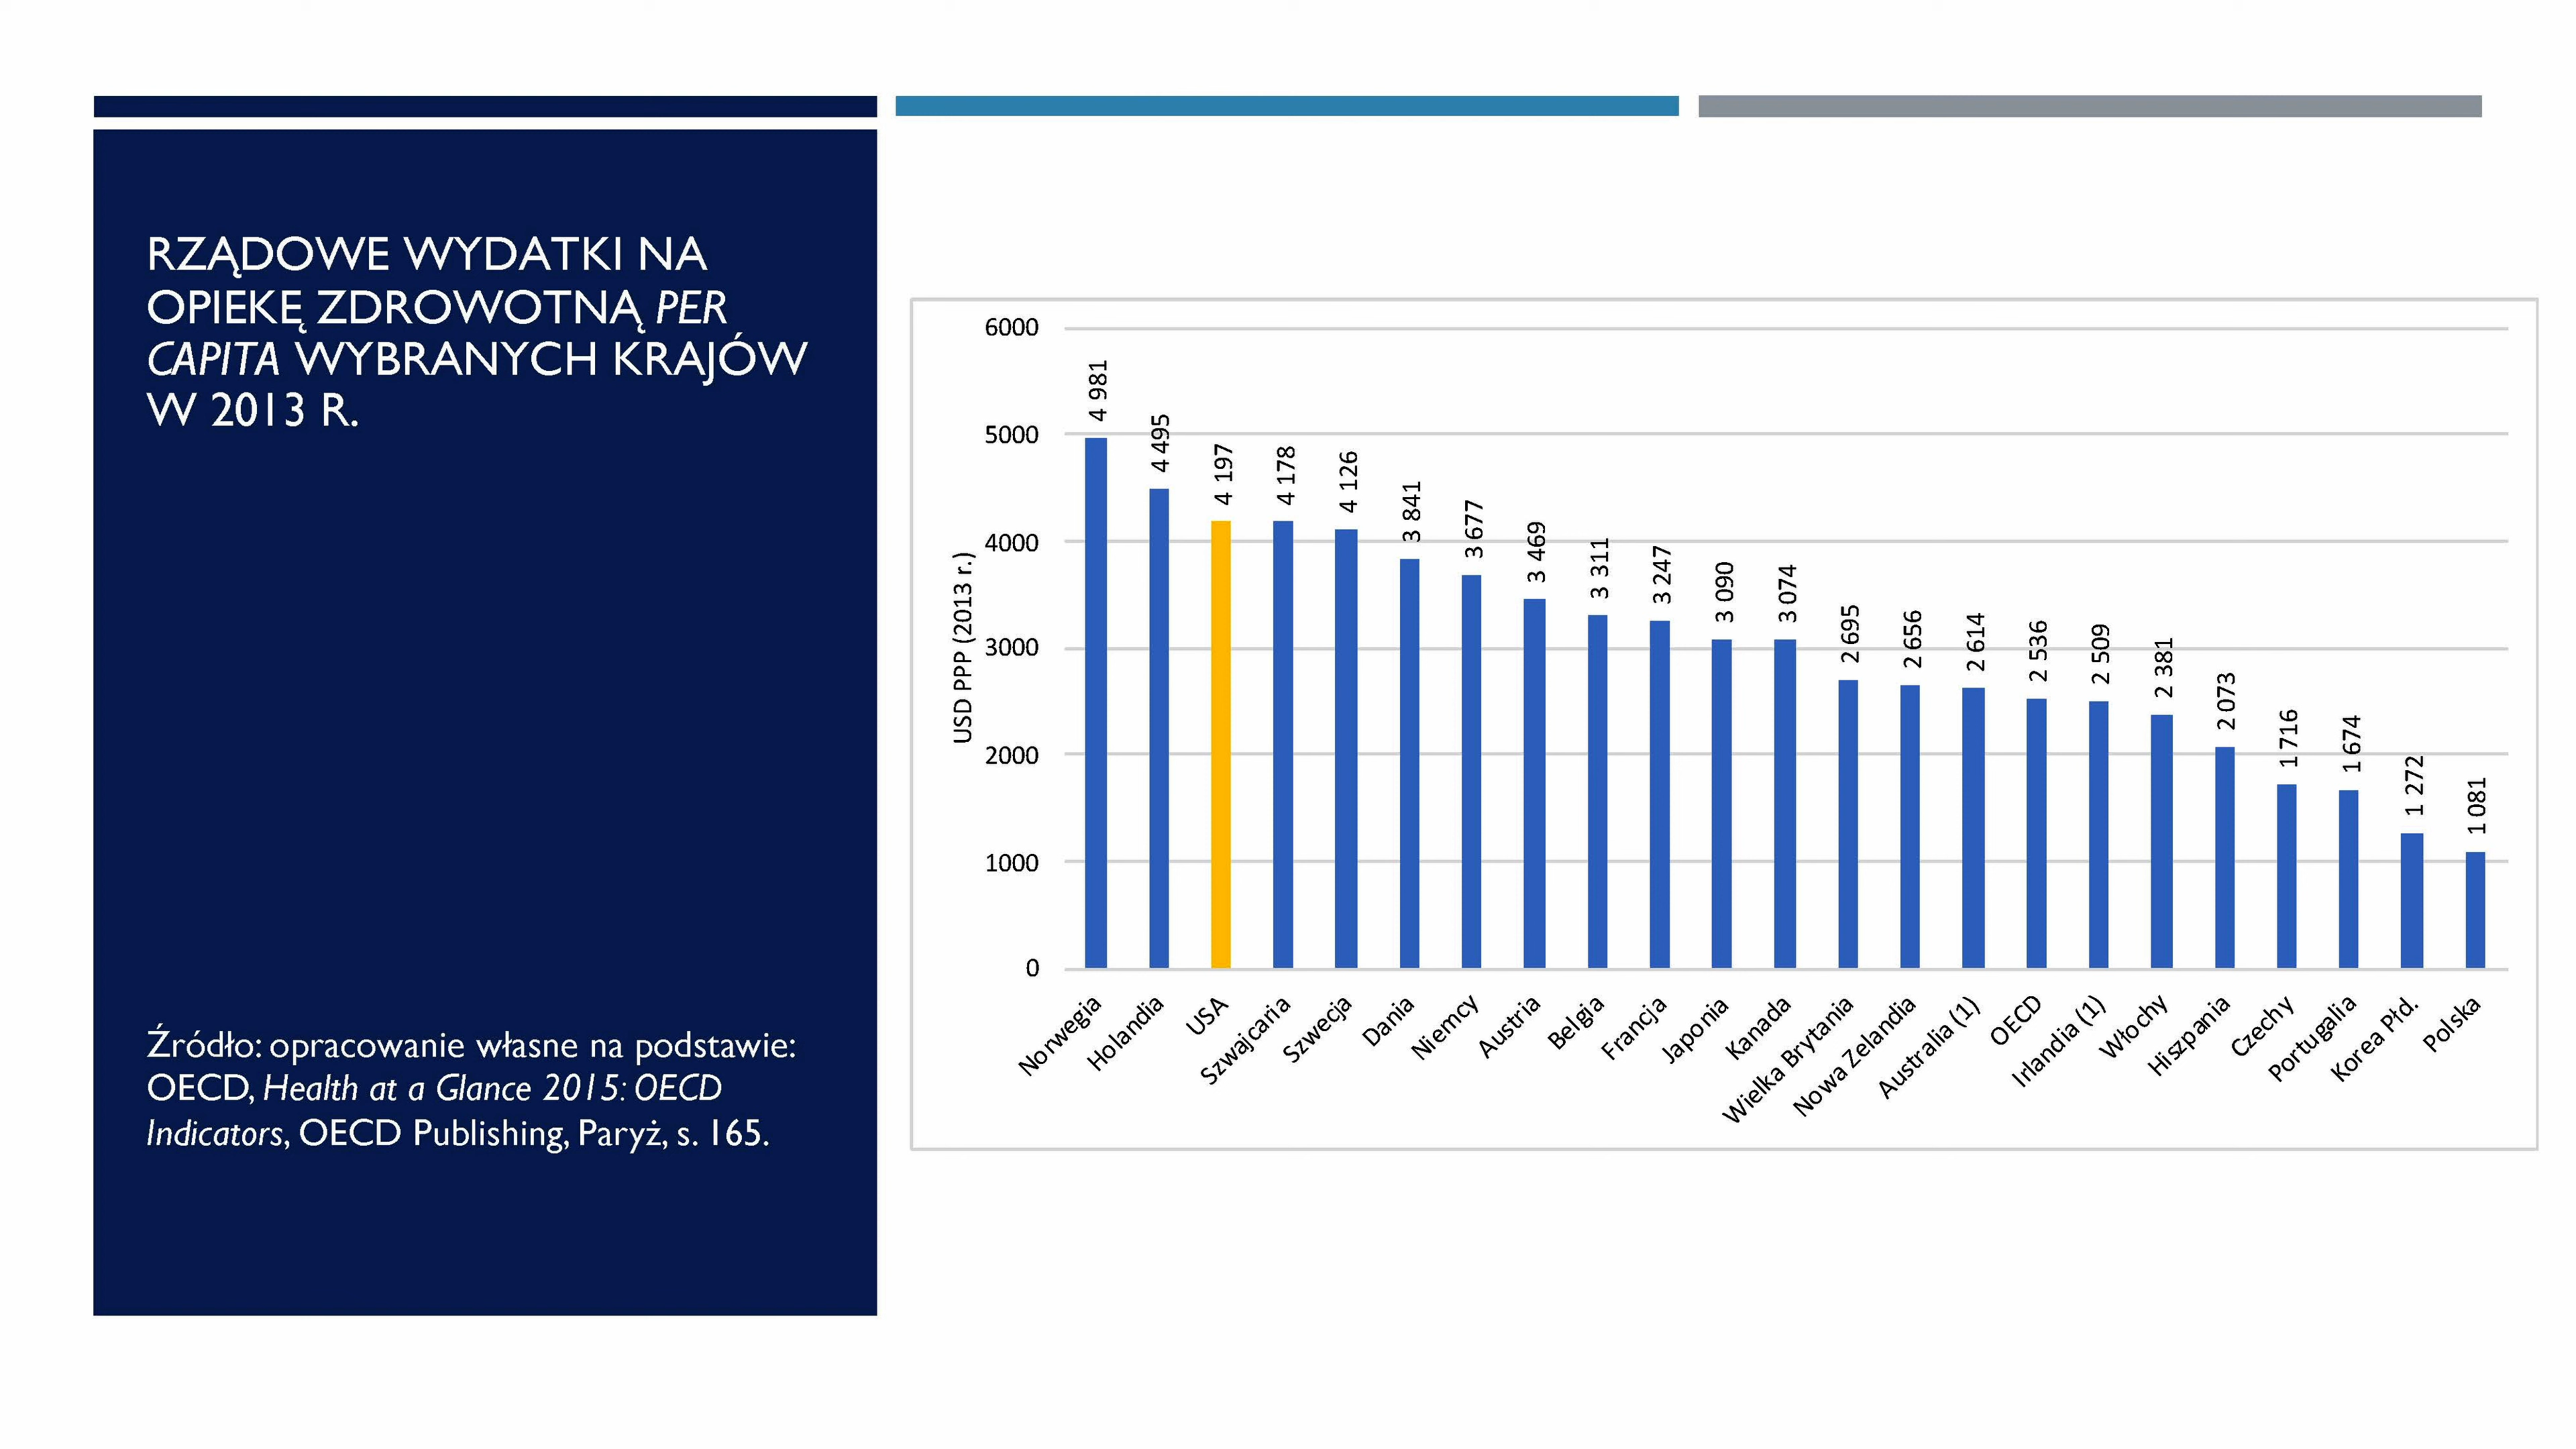 RZĄDOWE WYDATKI NA
OPIEKĘ ZDROWOTNĄ PER
CAPITA WYBRANYCH KRAJÓW
W 2013 R.
Źródło: opracowanie własne na podstawie:
OECD, Health at a Glance 2015: OECD
Indicators, OECD Publishing, Paryż, s. 165.
USD PPP (2013 r.)
6000
5000
4000
3000
2000
1000
0
4 981
4 495
4 197
4 178
4 126
3 841
3 677
3 469
3 311
3 247
3 090
3 074
2 695
2 656
2 614
2 536
2 509
2 381
2 073
1 716
1 674
1 272
1 081
Norwegia
Holandia
USA
Szwajcaria
Szwecja
Dania
Niemcy
Austria
Belgia
Francja
Japonia
Kanada
Wielka Brytania
Nowa Zelandia
Australia (1)
OECD
Irlandia (1)
Włochy
Hiszpania
Czechy
Portugalia
Korea Płd.
Polska